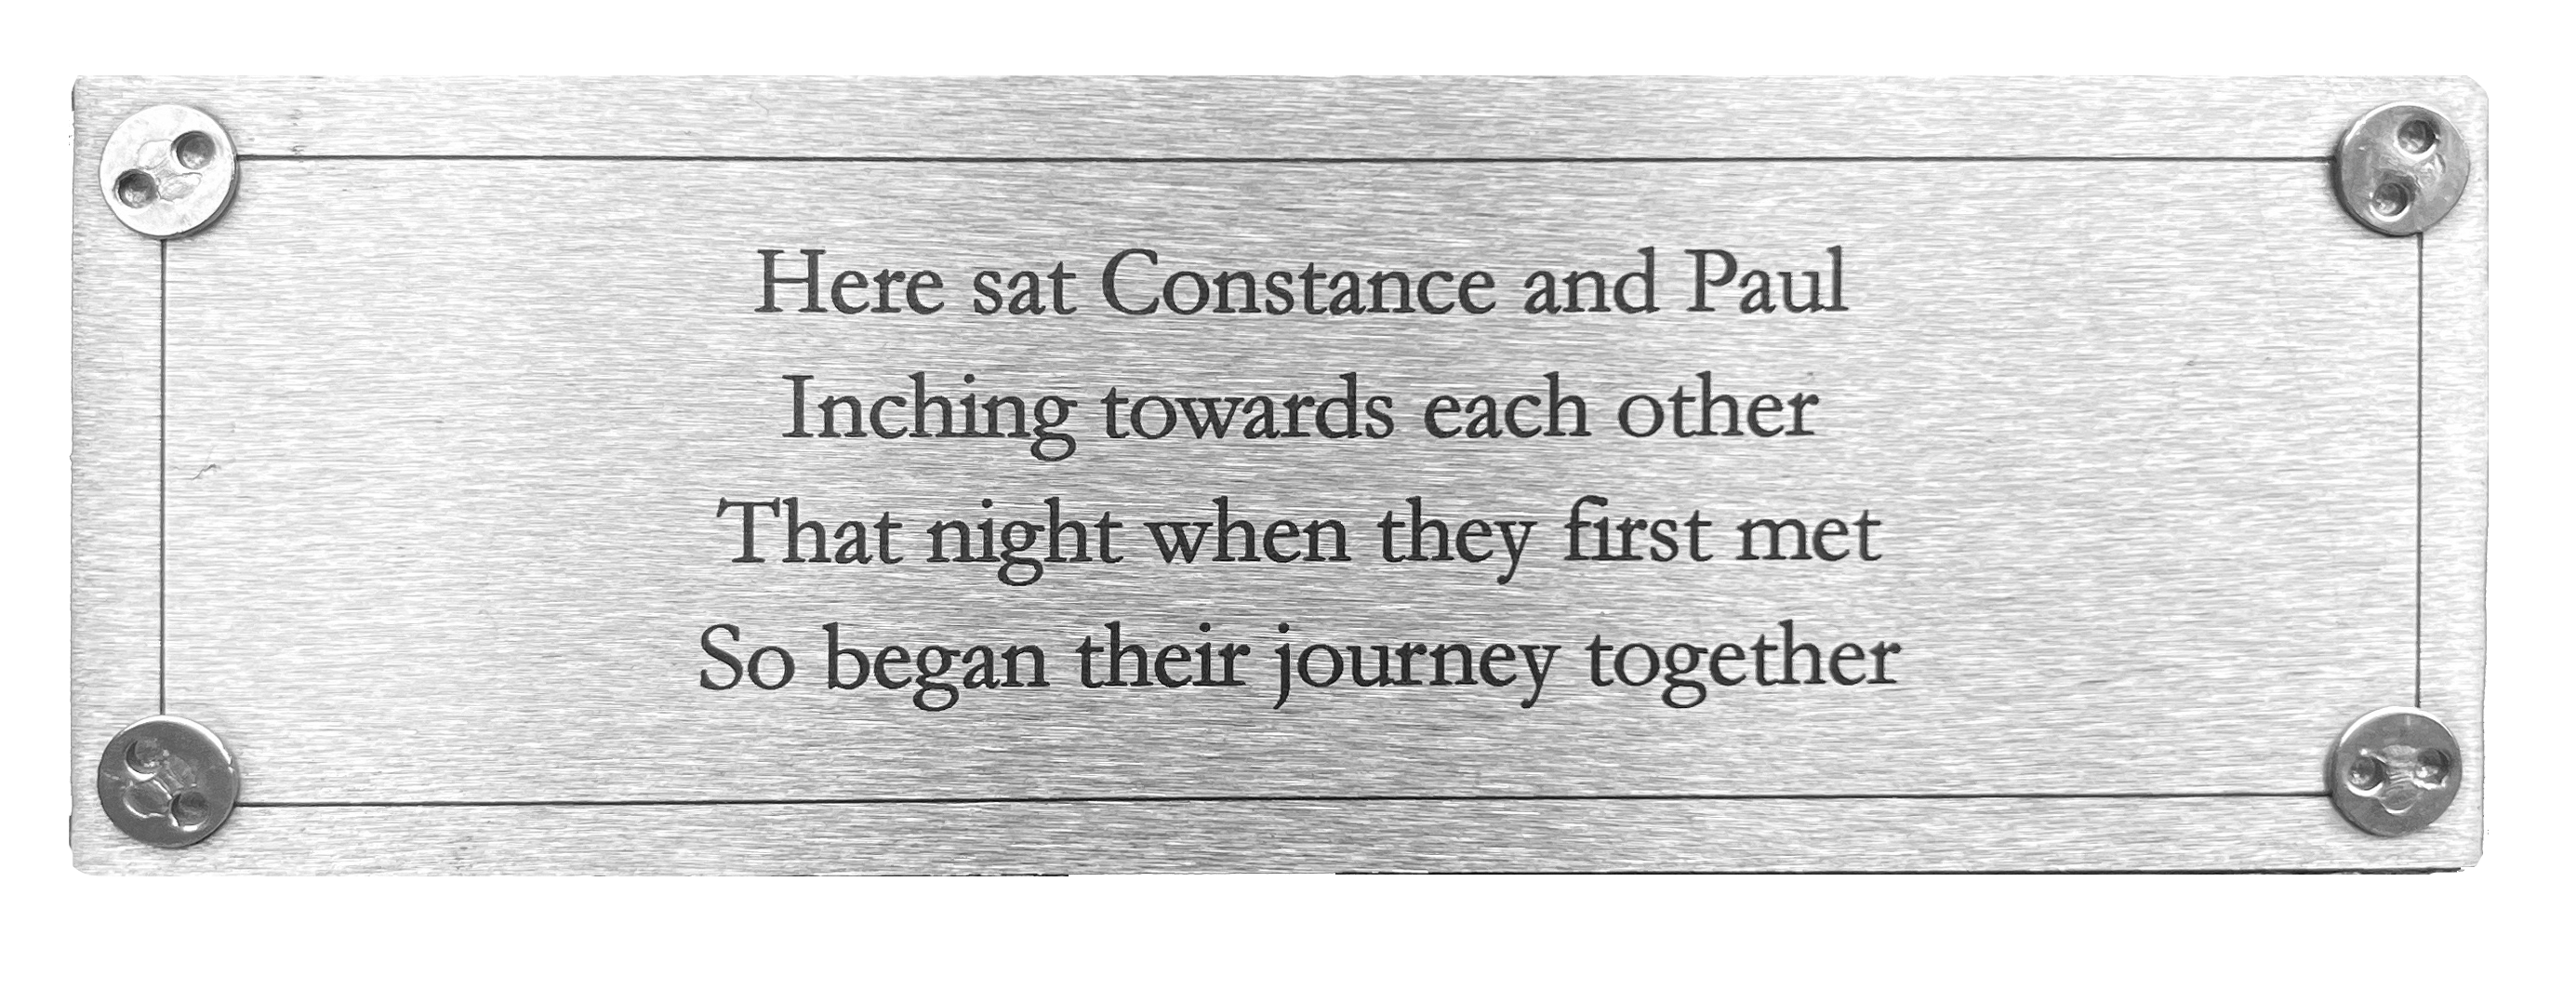 Here sat Constance and Paul
Inching towards each other
That night when they first met
So began their journey together